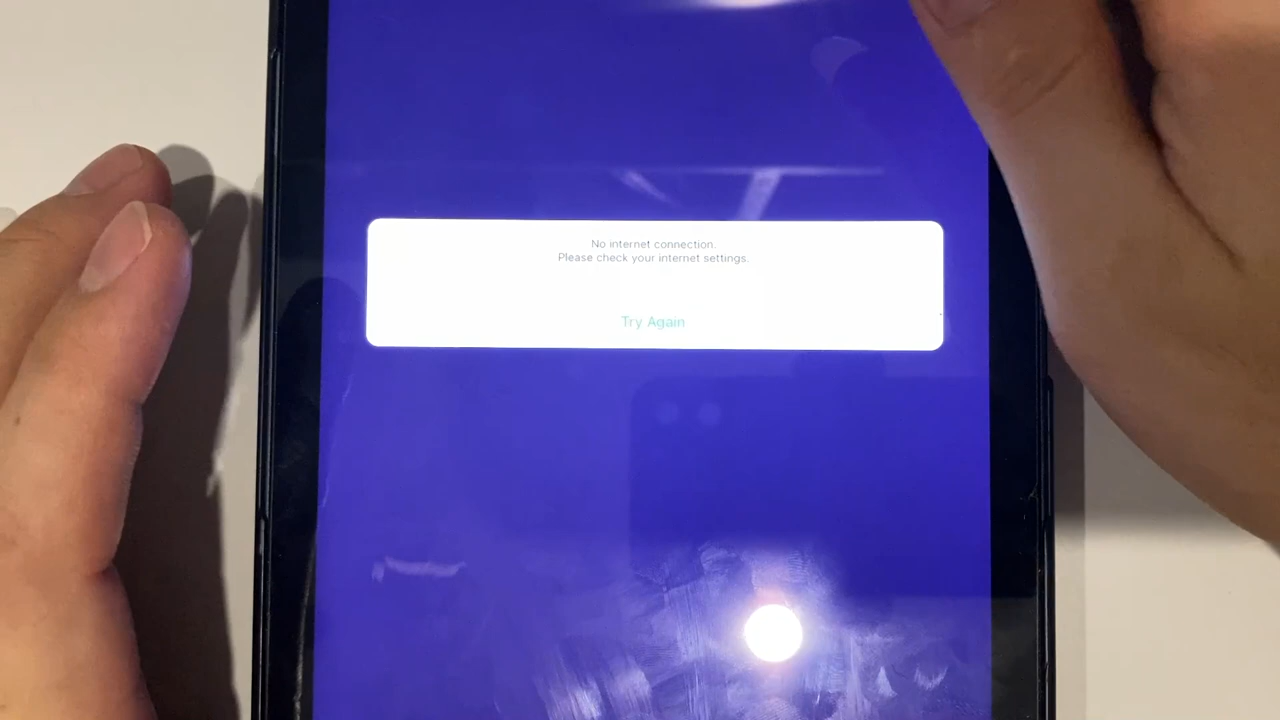 No internet connection.
Please check your internet settings.
Try Again